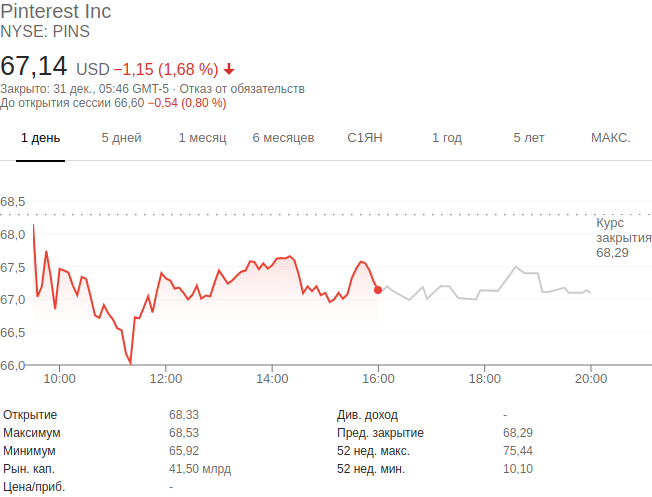 Pinterest Inc
NYSE: PINS
67,14 USD −1,15 (1,68 %)
Закрыто: 31 дек., 05:46 GMT-5 · Отказ от обязательств
До открытия сессии 66,60 −0,54 (0,80 %)
1 день 5 дней 1 месяц 6 месяцев С1ЯН 1 год 5 лет МАКС.
68,5
Курс
закрытия
68,29
68,0
67,5
67,0
66,5
66,0
10:00 12:00 14:00 16:00 18:00 20:00
Открытие 68,33 Див. доход -
Максимум 68,53 Пред. закрытие 68,29
Минимум 65,92 52 нед. макс. 75,44
Рын. кап. 41,50 млрд 52 нед. мин. 10,10
Цена/приб. -